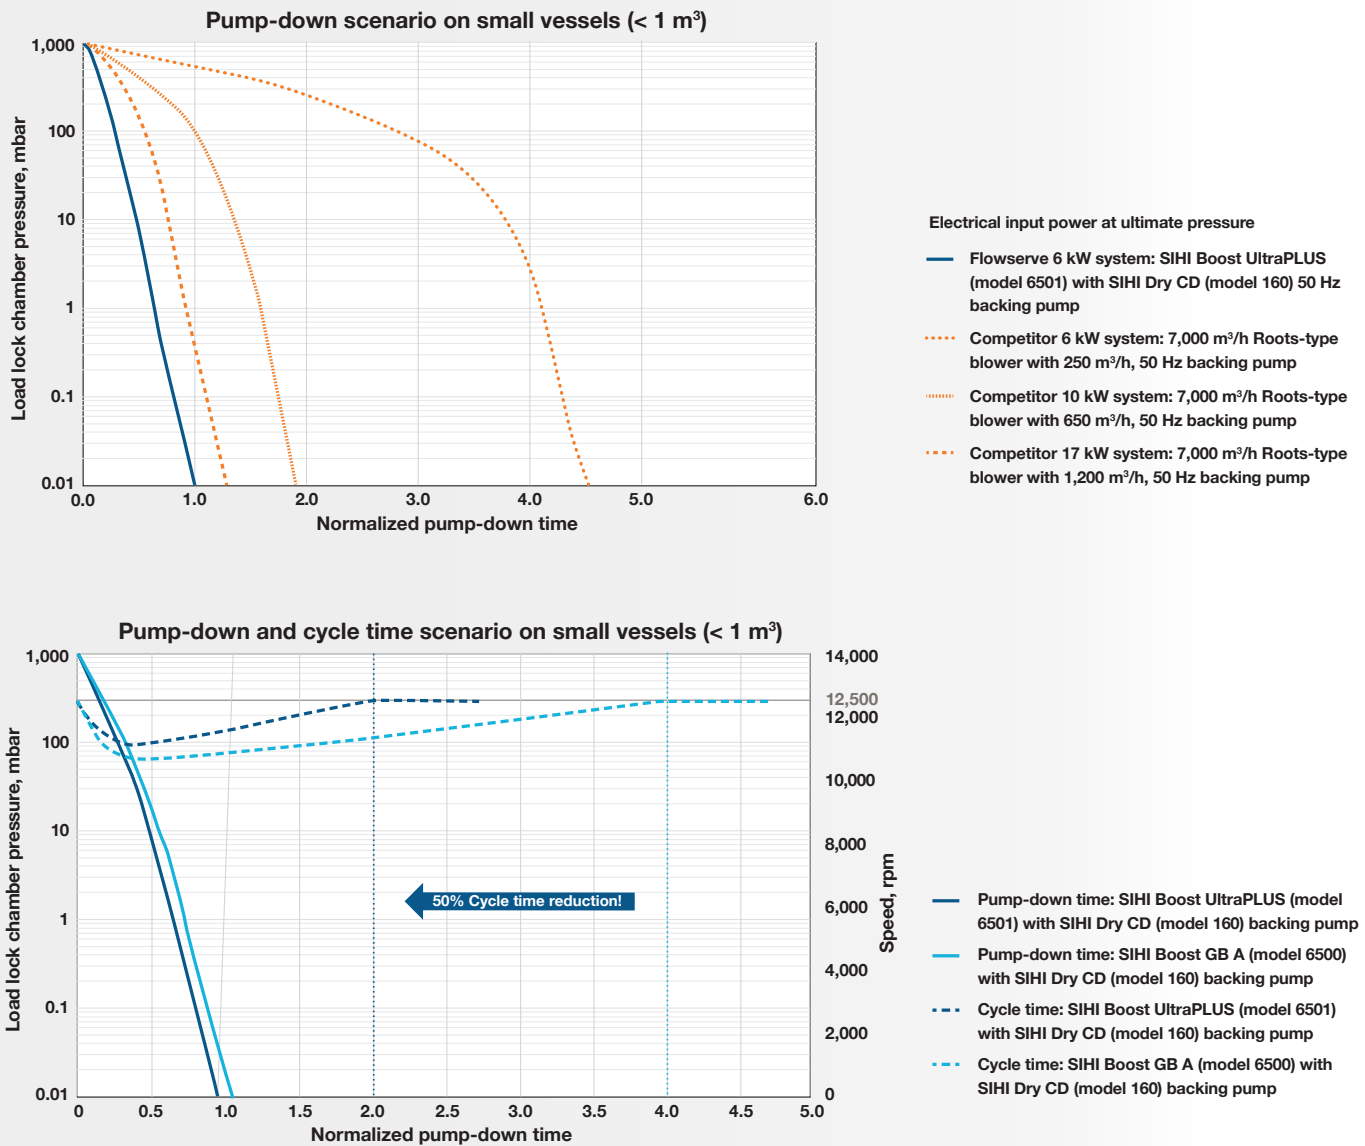 Pump-down scenario on small vessels (< 1 m³)
1,000
100
10
1
0.1
0.01
Load lock chamber pressure, mbar
0.0 1.0 2.0 3.0 4.0 5.0 6.0
Normalized pump-down time
Electrical input power at ultimate pressure
Flowserve 6 kW system: SIHI Boost UltraPLUS
(model 6501) with SIHI Dry CD (model 160) 50 Hz
backing pump
Competitor 6 kW system: 7,000 m³/h Roots-type
blower with 250 m³/h, 50 Hz backing pump
Competitor 10 kW system: 7,000 m³/h Roots-type
blower with 650 m³/h, 50 Hz backing pump
Competitor 17 kW system: 7,000 m³/h Roots-type
blower with 1,200 m³/h, 50 Hz backing pump
Pump-down and cycle time scenario on small vessels (< 1 m³)
1,000
100
10
1
0.1
0.01
Load lock chamber pressure, mbar
14,000
12,500
12,000
10,000
8,000
6,000
4,000
2,000
0
Speed, rpm
50% Cycle time reduction!
0 0.5 1.0 1.5 2.0 2.5 3.0 3.5 4.0 4.5 5.0
Normalized pump-down time
Pump-down time: SIHI Boost UltraPLUS (model
6501) with SIHI Dry CD (model 160) backing pump
Pump-down time: SIHI Boost GB A (model 6500)
with SIHI Dry CD (model 160) backing pump
Cycle time: SIHI Boost UltraPLUS (model 6501)
with SIHI Dry CD (model 160) backing pump
Cycle time: SIHI Boost GB A (model 6500) with
SIHI Dry CD (model 160) backing pump